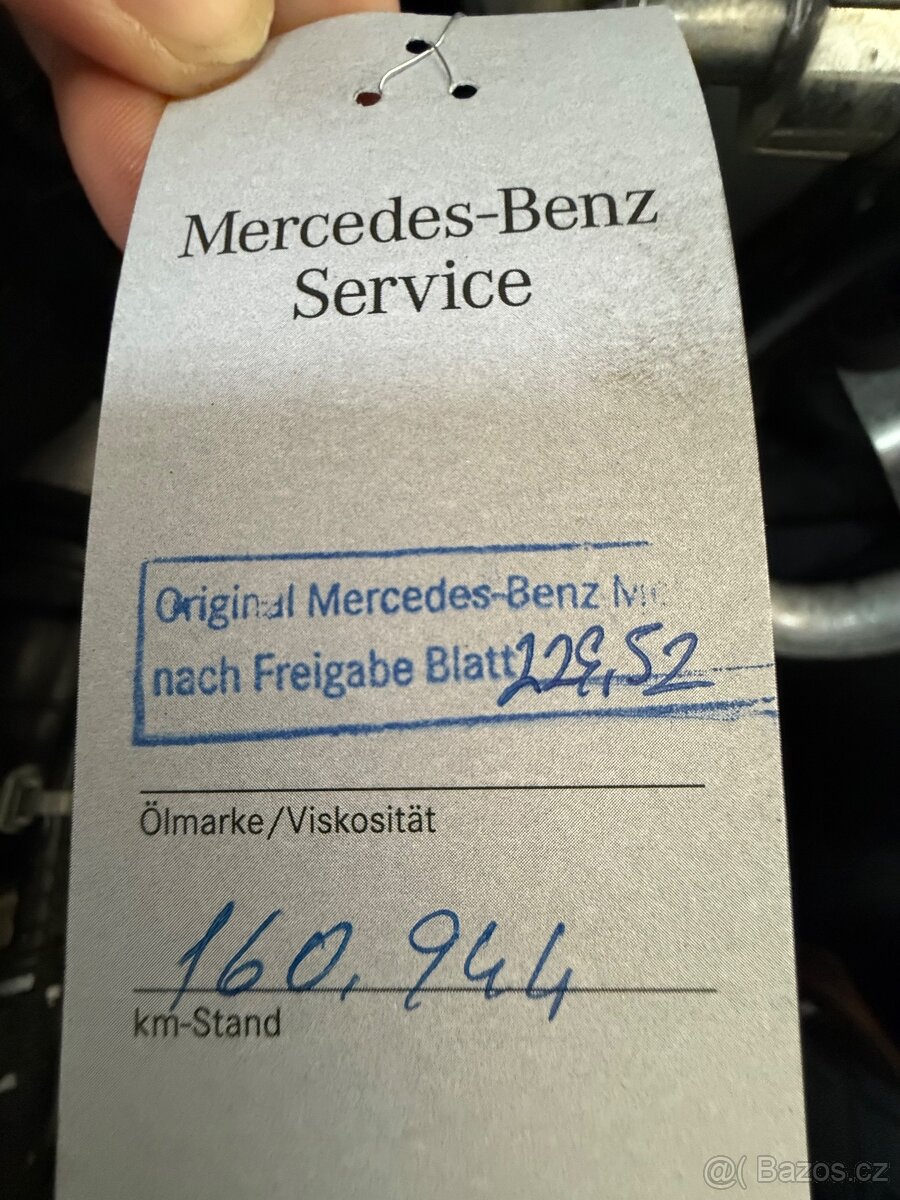 Mercedes-Benz
Service
Original Mercedes-Benz
nach Freigabe Blatt 229,52
Ölmarke/Viskosität
160.944
km-Stand
@( Bazos.cz